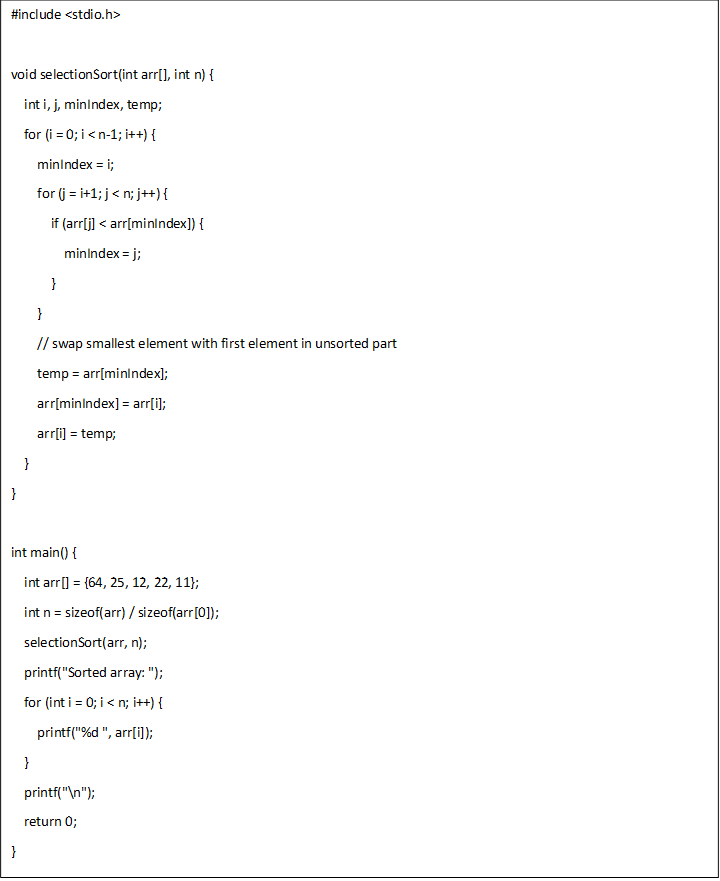 #include <stdio.h>
void selectionSort(int arr[], int n) {
int i, j, minIndex, temp;
for (i = 0; i < n-1; i++) {
minIndex = i;
for (j = i+1; j < n; j++) {
if (arr[j] < arr[minIndex]) {
minIndex = j;
}
}
// swap smallest element with first element in unsorted part
temp = arr[minIndex];
arr[minIndex] = arr[i];
arr[i] = temp;
}
}
int main() {
int arr[] = {64, 25, 12, 22, 11};
int n = sizeof(arr) / sizeof(arr[0]);
selectionSort(arr, n);
printf("Sorted array: ");
for (int i = 0; i < n; i++) {
printf("%d ", arr[i]);
}
printf("\n");
return 0;
}